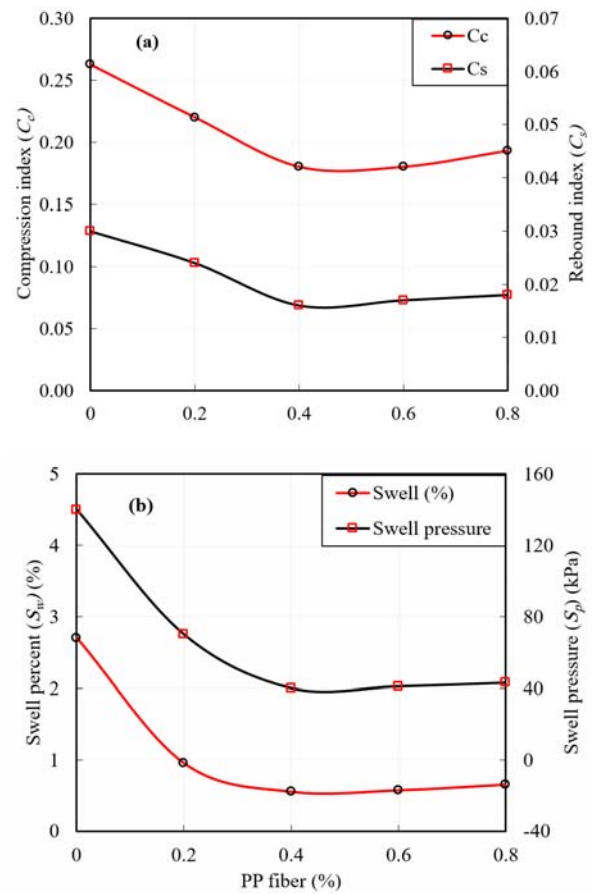 (a)
Cc
Cs
Compression index (Cc)
0.30
0.25
0.20
0.15
0.10
0.05
0.00
0.07
0.06
0.05
0.04
0.03
0.02
0.01
0.00
Rebound index (Cs)
0 0.2 0.4 0.6 0.8
(b)
Swell (%)
Swell pressure
Swell percent (Sw) (%)
5
4
3
2
1
0
160
120
80
40
0
-40
Swell pressure (Sp) (kPa)
0 0.2 0.4 0.6 0.8
PP fiber (%)